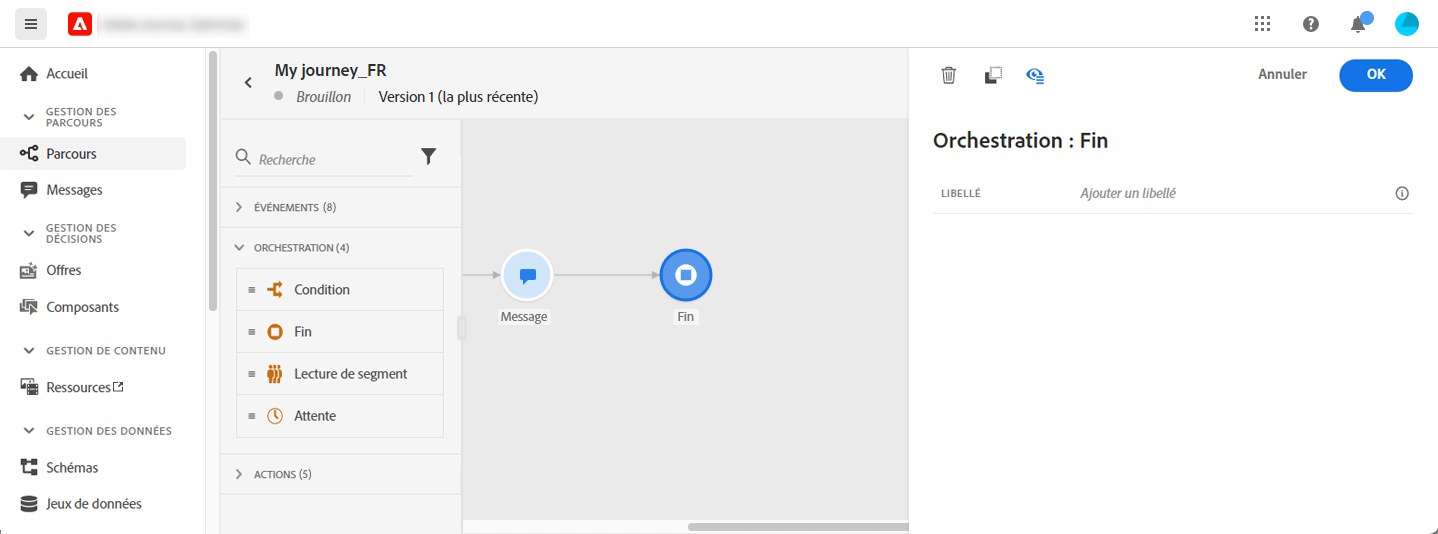 Accueil
GESTION DES
PARCOURS
Parcours
Messages
GESTION DES
DÉCISIONS
Offres
Composants
GESTION DE CONTENU
Ressources
GESTION DES DONNÉES
Schémas
Jeux de données
My journey_FR
Brouillon
Version 1 (la plus récente)
Recherche
ÉVÉNEMENTS (8)
ORCHESTRATION (4)
Condition
Fin
Lecture de segment
Attente
ACTIONS (5)
Message
Fin
Annuler
OK
Orchestration : Fin
LIBELLÉ
Ajouter un libellé